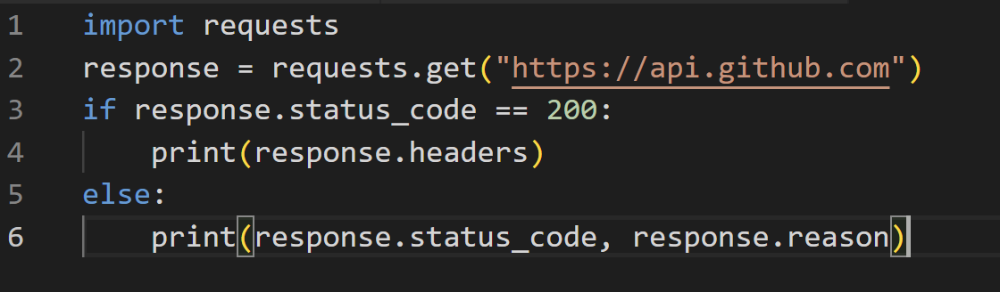 1 import requests
2 response = requests.get("https://api.github.com")
3 if response.status_code == 200:
4     print(response.headers)
5 else:
6     print(response.status_code, response.reason)